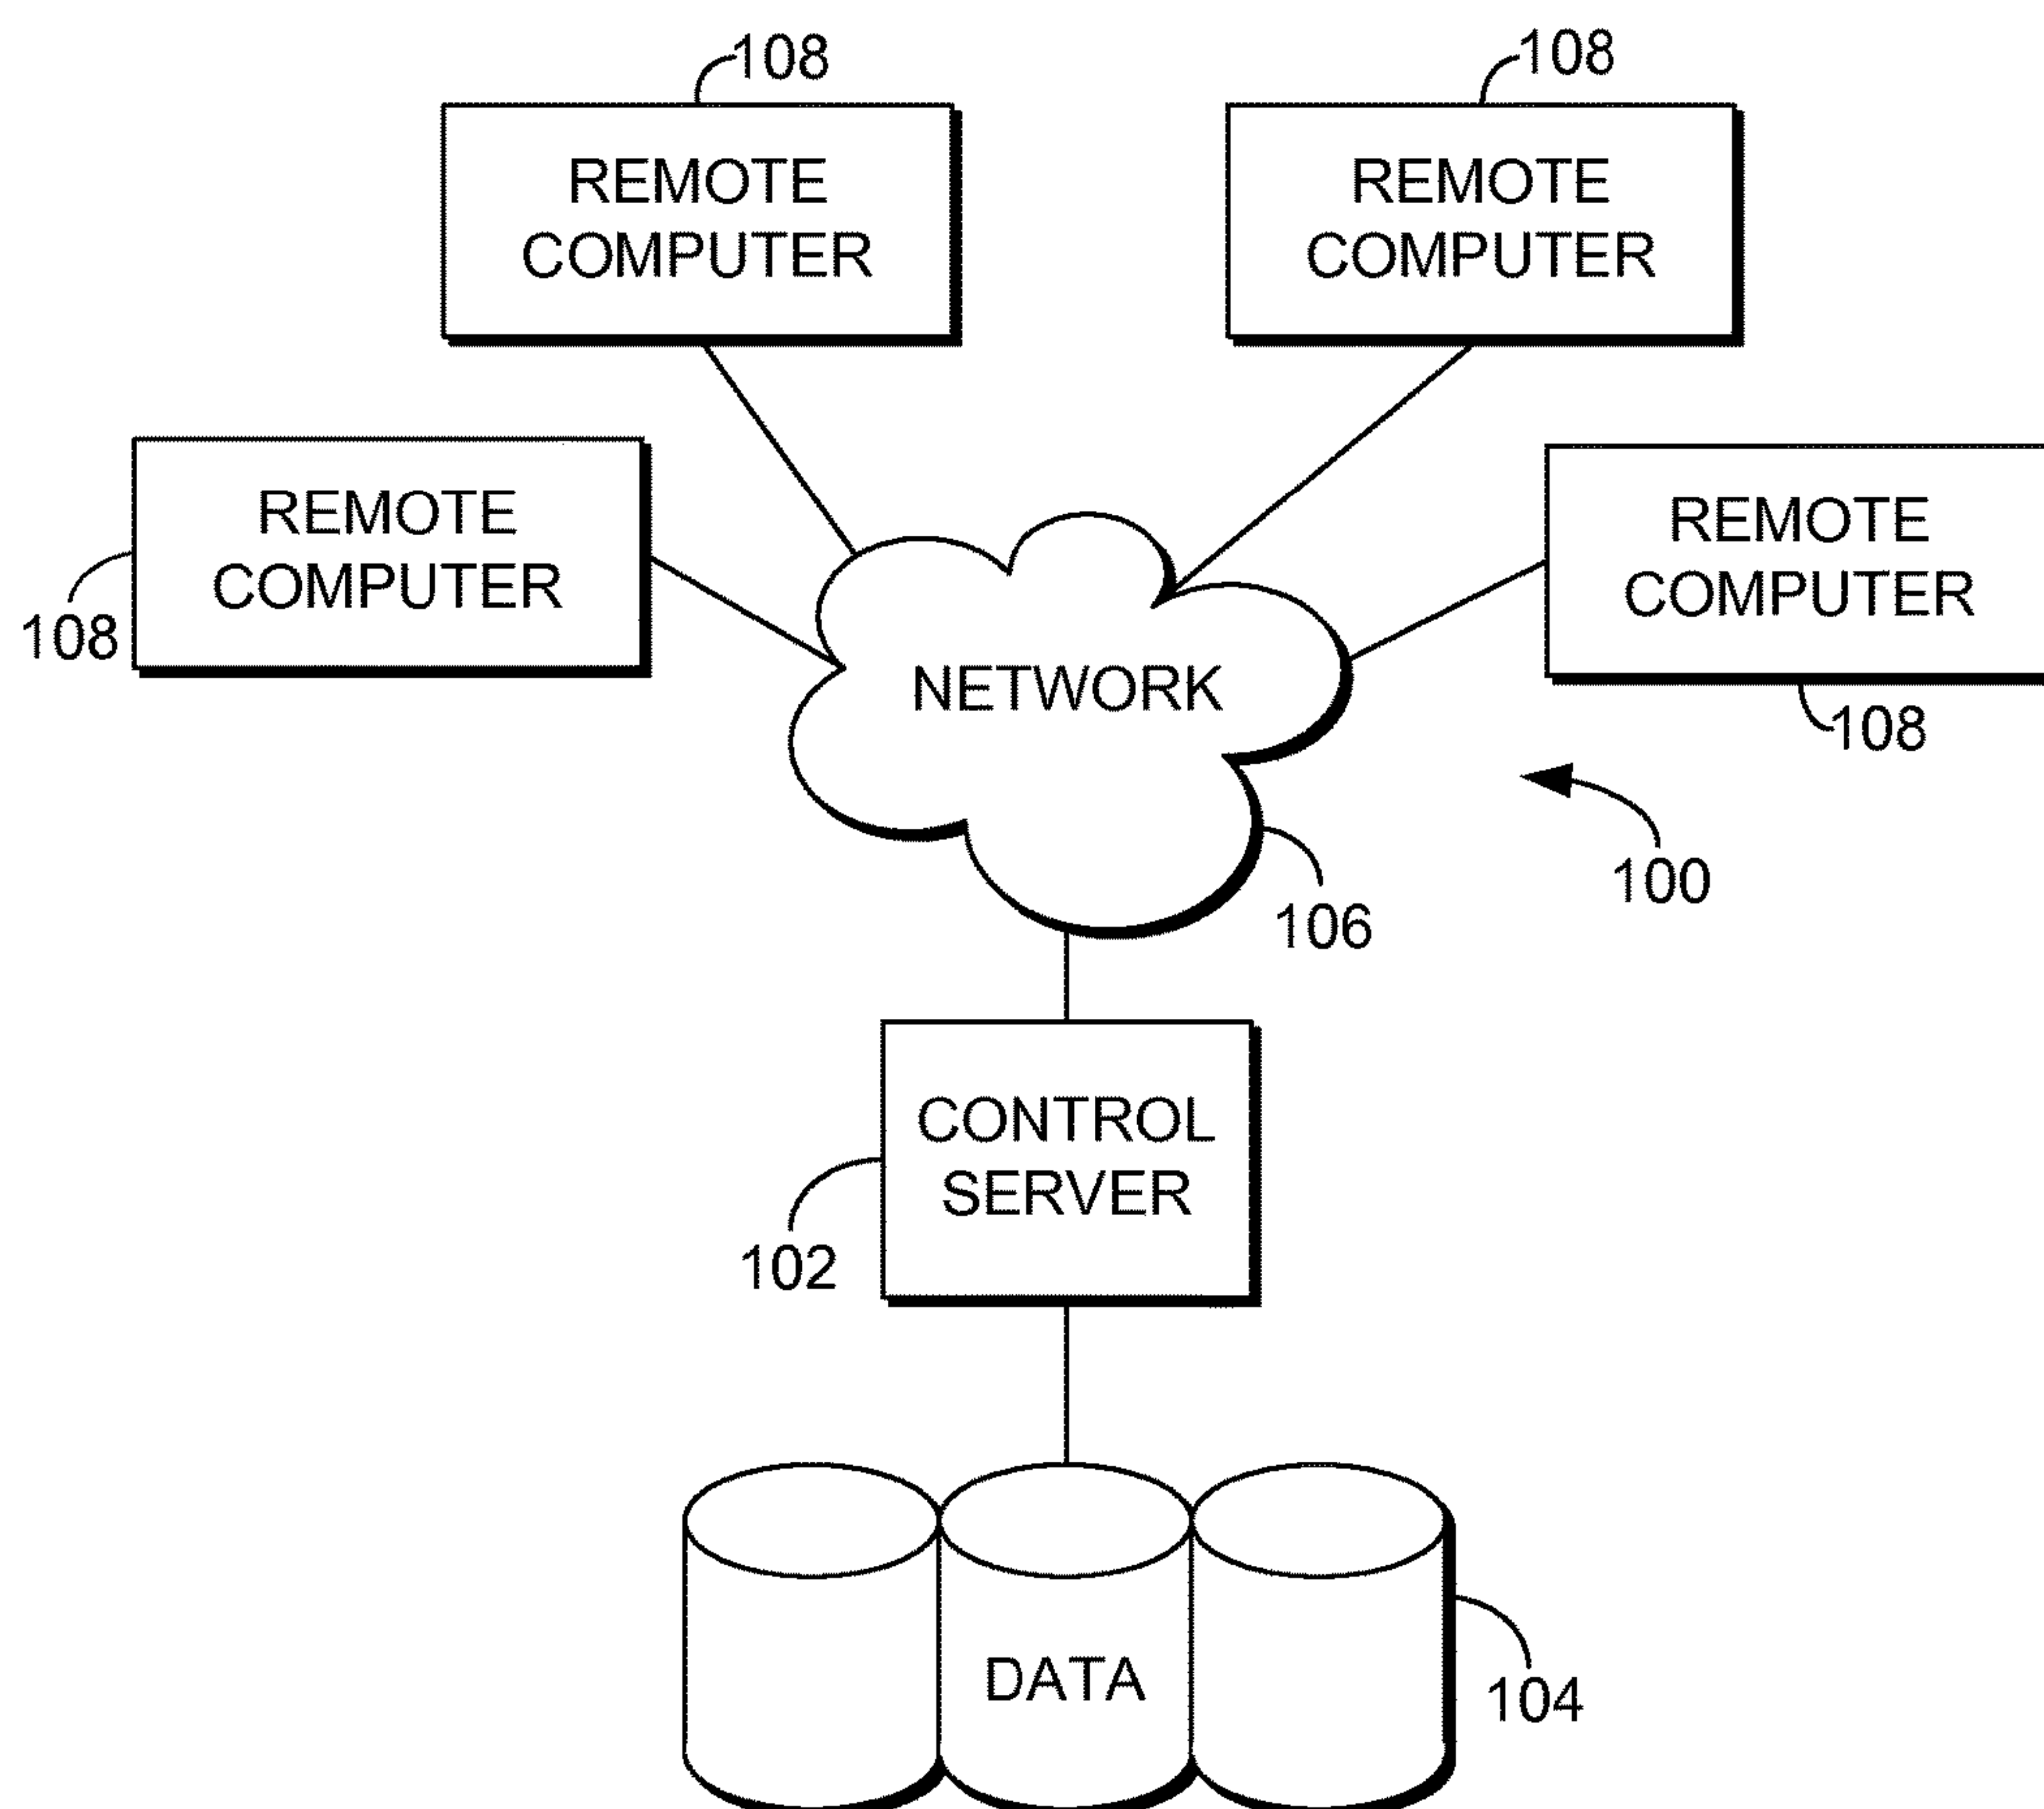 108
108
REMOTE
COMPUTER
REMOTE
COMPUTER
REMOTE
COMPUTER
108
REMOTE
COMPUTER
108
NETWORK
100
106
CONTROL
SERVER
102
DATA
104